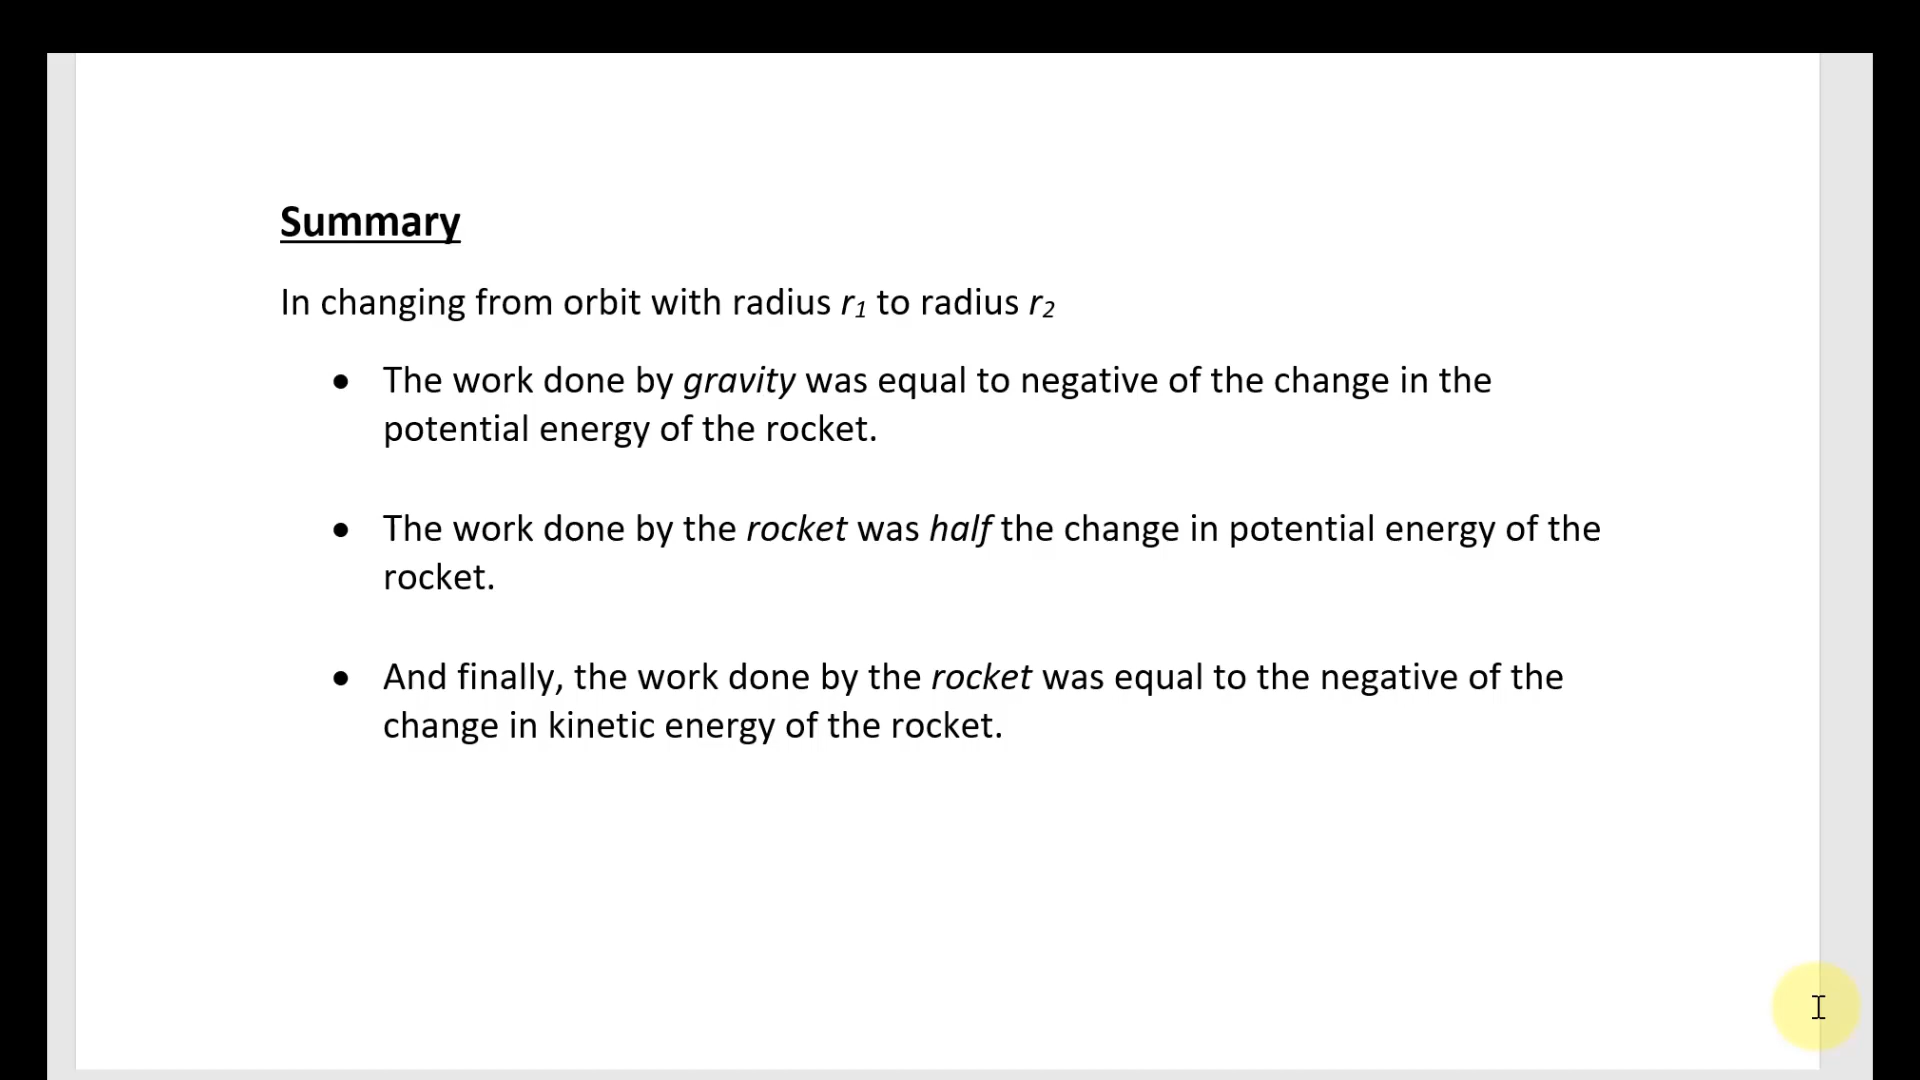 Summary
In changing from orbit with radius r₁ to radius r₂
• The work done by gravity was equal to negative of the change in the
potential energy of the rocket.
• The work done by the rocket was half the change in potential energy of the
rocket.
• And finally, the work done by the rocket was equal to the negative of the
change in kinetic energy of the rocket.